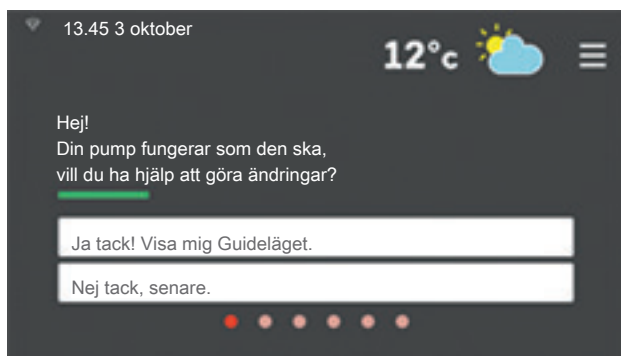 13.45 3 oktober
12°c
Hej!
Din pump fungerar som den ska,
vill du ha hjälp att göra ändringar?
Ja tack! Visa mig Guideläget.
Nej tack, senare.